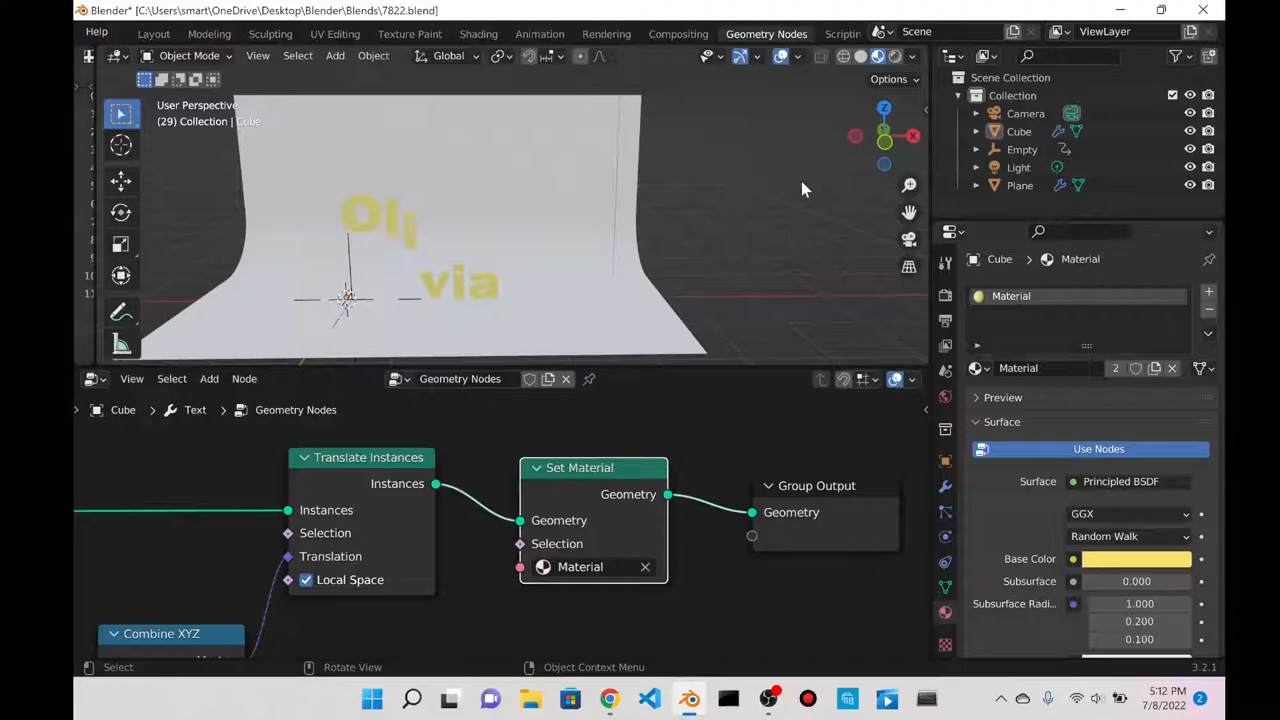 Blender* [C:\Users\smart\OneDrive\Desktop\Blender\Blends\7822.blend]
Help Layout Modeling Sculpting UV Editing Texture Paint Shading Animation Rendering Compositing Geometry Nodes Scriptin Scene ViewLayer
Object Mode View Select Add Object Global
Options
User Perspective
(29) Collection | Cube
Z
X
Olivia
Scene Collection
Collection
Camera
Cube
Empty
Light
Plane
Cube Material
Material
Material 2
Preview
Surface
Use Nodes
Surface Principled BSDF
GGX
Random Walk
Base Color
Subsurface 0.000
Subsurface Radi... 1.000
0.200
0.100
View Select Add Node Geometry Nodes
Cube Text Geometry Nodes
Translate Instances
Instances
Instances
Selection
Translation
Local Space
Combine XYZ
Set Material
Geometry
Geometry
Selection
Material
Group Output
Geometry
Select Rotate View Object Context Menu 3.2.1
5:12 PM
7/8/2022 2